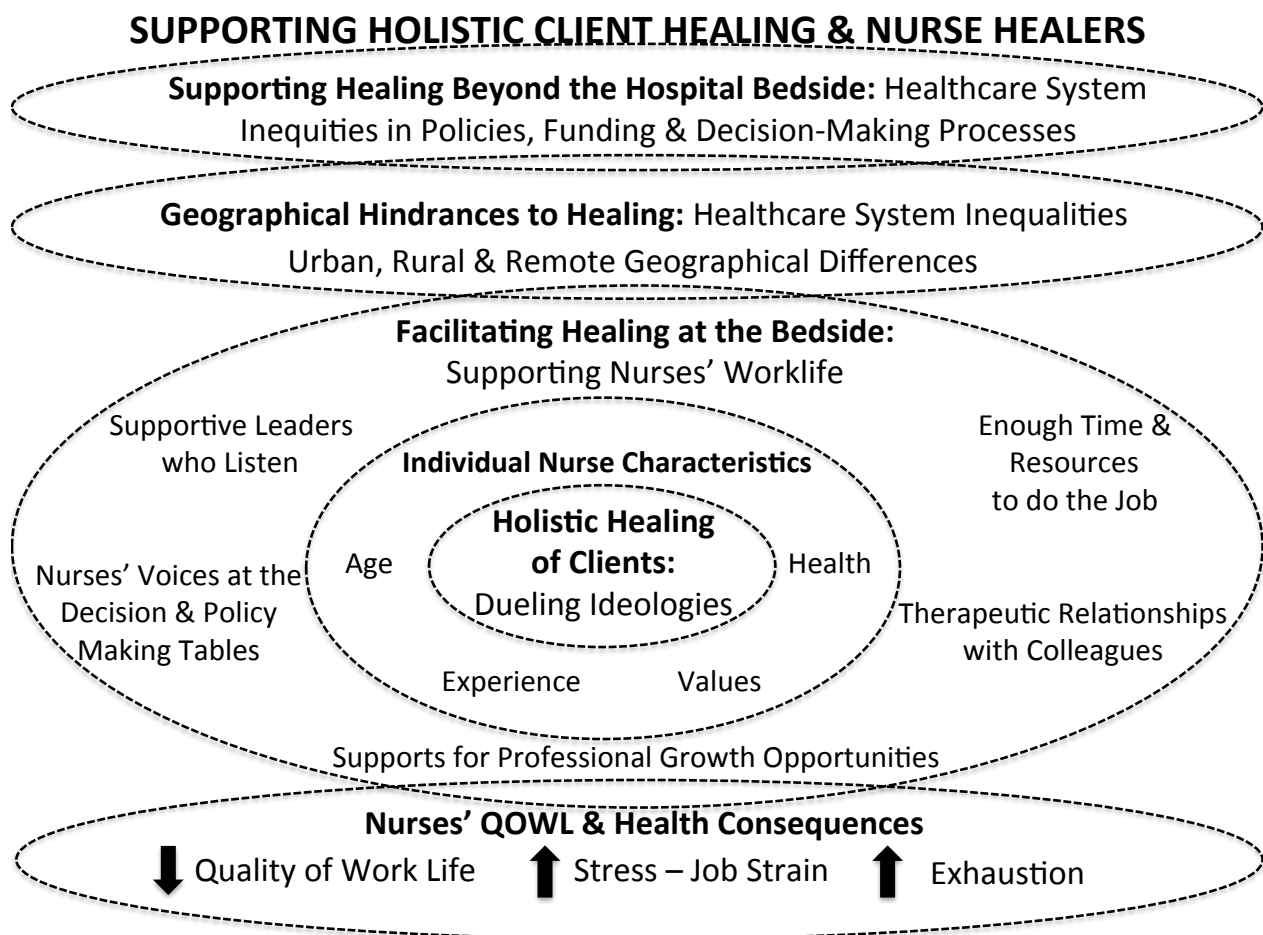 SUPPORTING HOLISTIC CLIENT HEALING & NURSE HEALERS
Supporting Healing Beyond the Hospital Bedside: Healthcare System
Inequities in Policies, Funding & Decision-Making Processes
Geographical Hindrances to Healing: Healthcare System Inequalities
Urban, Rural & Remote Geographical Differences
Facilitating Healing at the Bedside:
Supporting Nurses' Worklife
Supportive Leaders
who Listen
Enough Time &
Resources
to do the Job
Individual Nurse Characteristics
Holistic Healing
of Clients:
Dueling Ideologies
Age
Health
Experience
Values
Nurses' Voices at the
Decision & Policy
Making Tables
Therapeutic Relationships
with Colleagues
Supports for Professional Growth Opportunities
Nurses' QOWL & Health Consequences
Quality of Work Life
Stress – Job Strain
Exhaustion